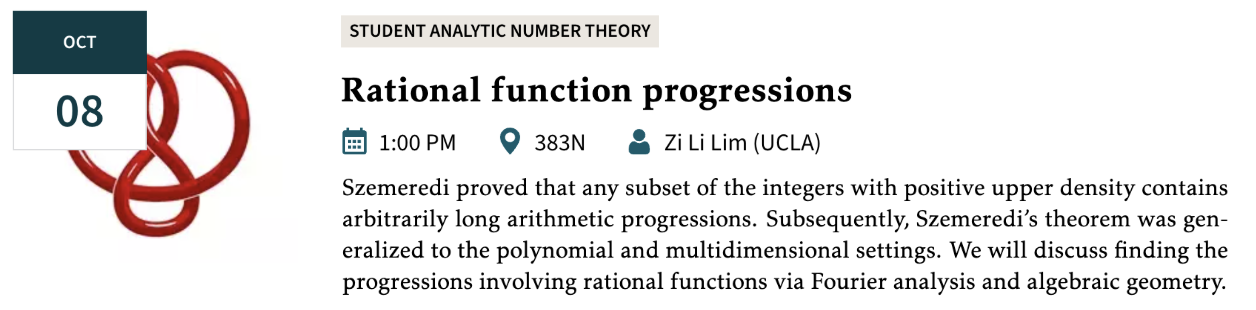 OCT
08
STUDENT ANALYTIC NUMBER THEORY
Rational function progressions
1:00 PM 383N Zi Li Lim (UCLA)
Szemeredi proved that any subset of the integers with positive upper density contains
arbitrarily long arithmetic progressions. Subsequently, Szemeredi’s theorem was gen-
eralized to the polynomial and multidimensional settings. We will discuss finding the
progressions involving rational functions via Fourier analysis and algebraic geometry.